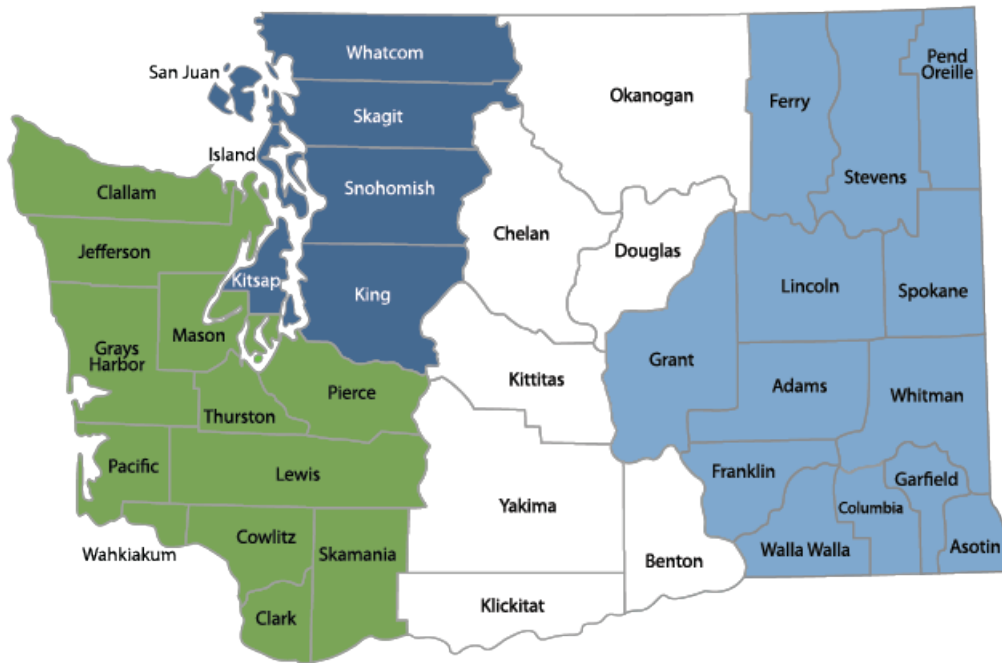 Whatcom
San Juan
Skagit
Island
Snohomish
Clallam
Jefferson
Kitsap
King
Mason
Grays
Harbor
Thurston
Pierce
Pacific
Lewis
Wahkiakum
Cowlitz
Skamania
Clark
Okanogan
Chelan
Douglas
Kittitas
Yakima
Benton
Klickitat
Ferry
Pend
Oreille
Stevens
Lincoln
Spokane
Grant
Adams
Whitman
Franklin
Garfield
Columbia
Walla Walla
Asotin